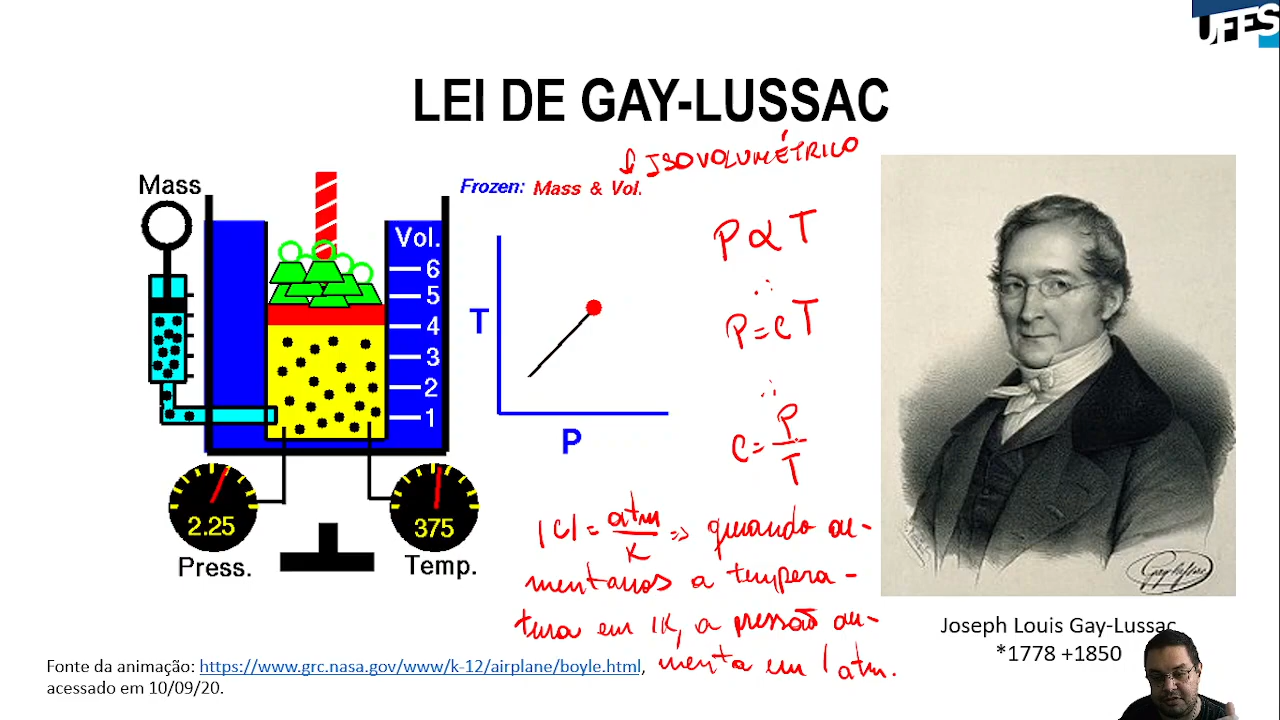 UFES
LEI DE GAY-LUSSAC
↓ ISOVOLUMÉTRICO
Mass
Frozen: Mass & Vol.
Vol.
6
5
4
3
2
1
T
P
P ∝ T
∴
P = C T
∴
C = P/T
2.25
375
Press.
Temp.
|C| = atm/K => quando au-
mentamos a tempera-
tura em 1K, a pressão au-
menta em 1 atm.
Gay-Lussac
Joseph Louis Gay-Lussac
*1778 +1850
Fonte da animação: https://www.grc.nasa.gov/www/k-12/airplane/boyle.html,
acessado em 10/09/20.